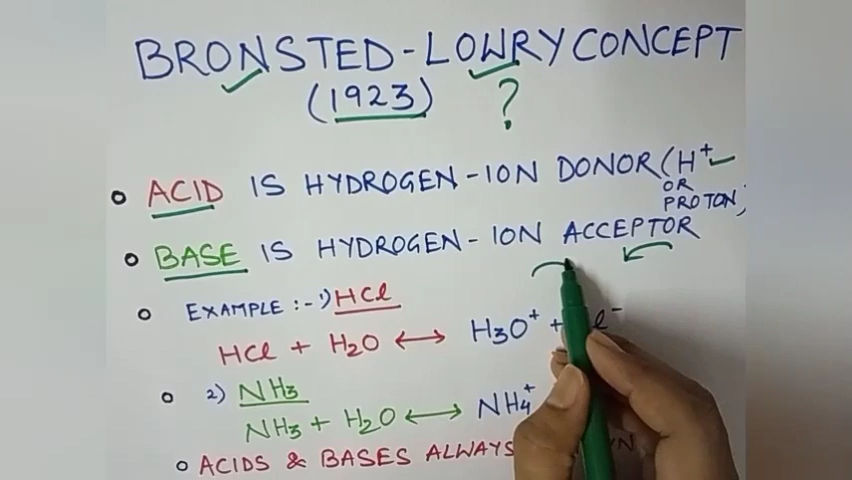 BRONSTED-LOWRY CONCEPT
(1923) ?
• ACID IS HYDROGEN-ION DONOR (H+
OR
PROTON)
• BASE IS HYDROGEN-ION ACCEPTOR
• EXAMPLE :- 1) HCl
HCl + H2O ⟷ H3O+ +
• 2) NH3
NH3 + H2O ⟷ NH4+
• ACIDS & BASES ALWAYS